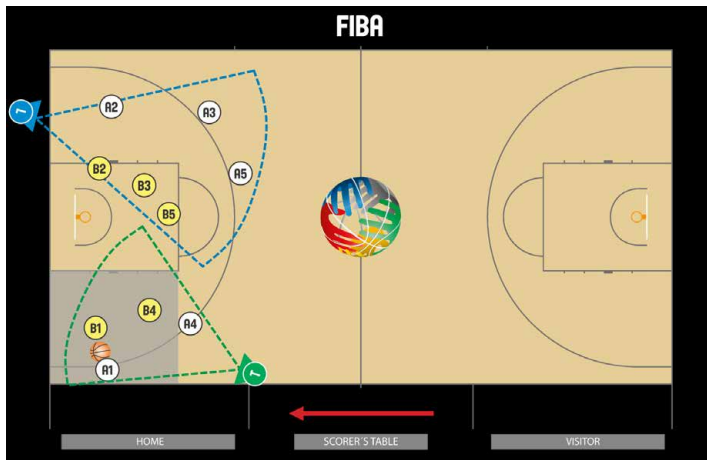 FIBA
L
A2
A3
B2
A5
B3
B5
B4
A4
B1
A1
T
HOME
SCORER´S TABLE
VISITOR